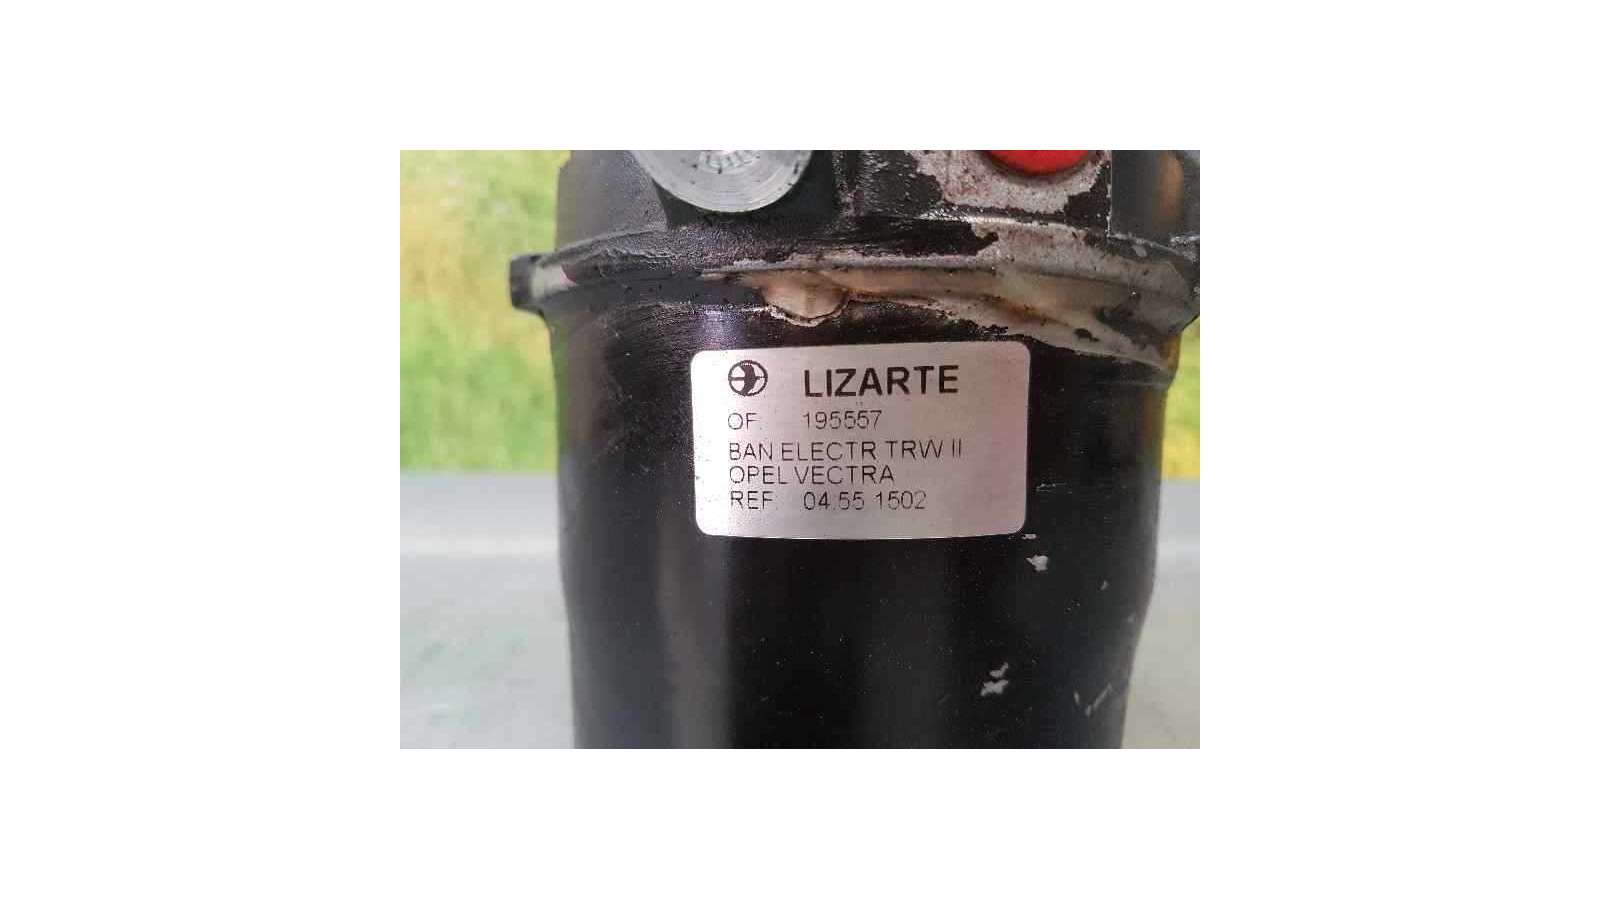 LIZARTE
OF: 195557
BAN ELECTR TRW II
OPEL VECTRA
REF: 04.55.1502